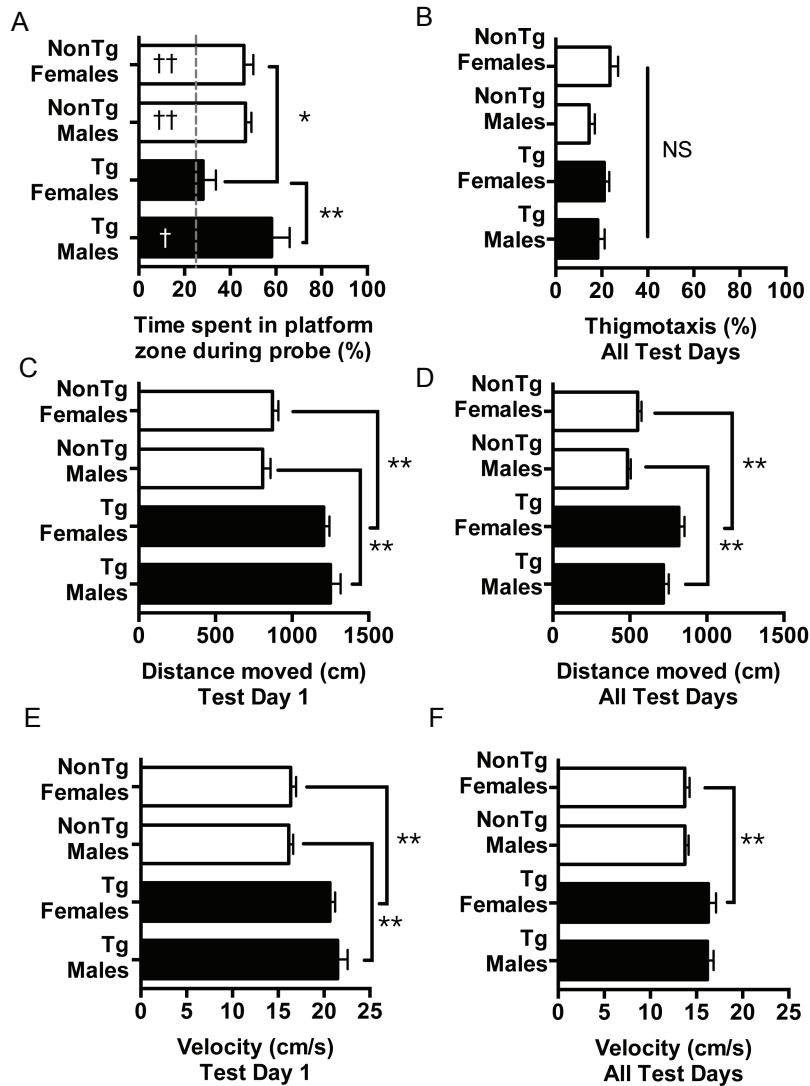 A
NonTg
Females
††
NonTg
Males
††
*
Tg
Females
**
Tg
Males
†
0 20 40 60 80 100
Time spent in platform
zone during probe (%)
B
NonTg
Females
NonTg
Males
NS
Tg
Females
Tg
Males
0 20 40 60 80 100
Thigmotaxis (%)
All Test Days
C
NonTg
Females
NonTg
Males
**
Tg
Females
**
Tg
Males
0 500 1000 1500
Distance moved (cm)
Test Day 1
D
NonTg
Females
NonTg
Males
**
Tg
Females
**
Tg
Males
0 500 1000 1500
Distance moved (cm)
All Test Days
E
NonTg
Females
NonTg
Males
**
Tg
Females
**
Tg
Males
0 5 10 15 20 25
Velocity (cm/s)
Test Day 1
F
NonTg
Females
NonTg
Males
**
Tg
Females
Tg
Males
0 5 10 15 20 25
Velocity (cm/s)
All Test Days